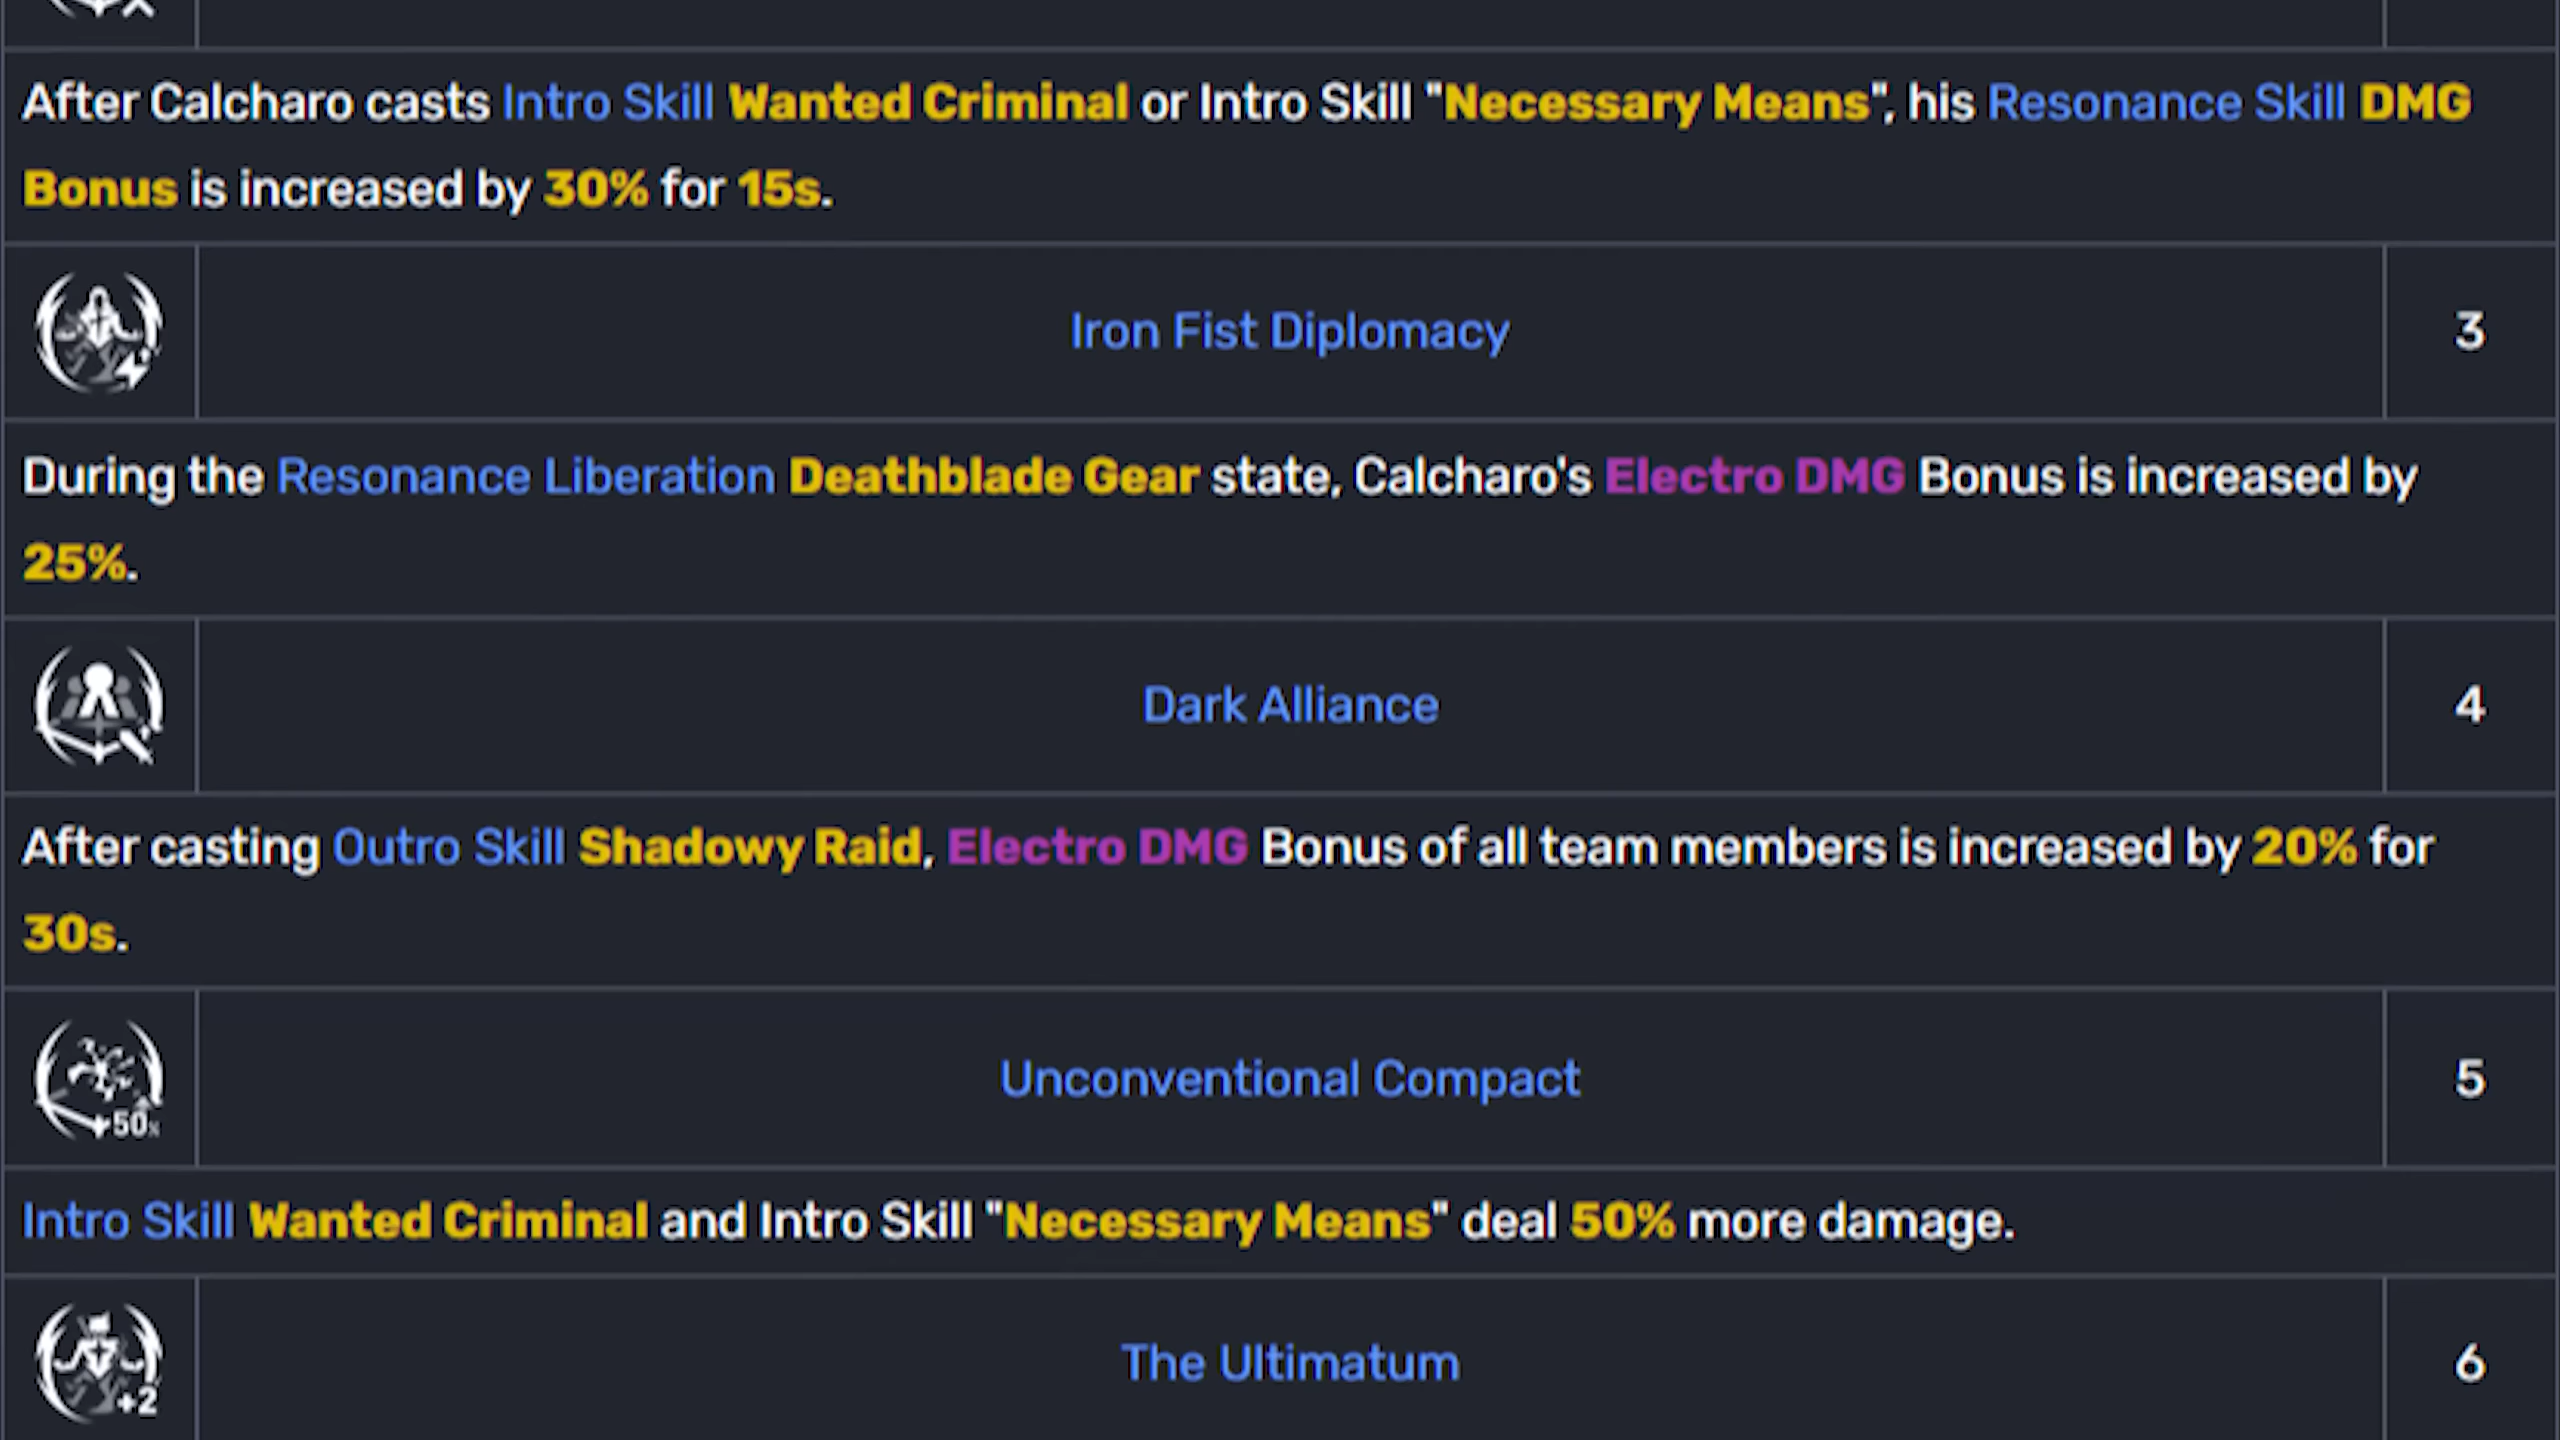 After Calcharo casts Intro Skill Wanted Criminal or Intro Skill "Necessary Means", his Resonance Skill DMG
Bonus is increased by 30% for 15s.
Iron Fist Diplomacy
3
During the Resonance Liberation Deathblade Gear state, Calcharo's Electro DMG Bonus is increased by
25%.
Dark Alliance
4
After casting Outro Skill Shadowy Raid, Electro DMG Bonus of all team members is increased by 20% for
30s.
+50%
Unconventional Compact
5
Intro Skill Wanted Criminal and Intro Skill "Necessary Means" deal 50% more damage.
+2
The Ultimatum
6